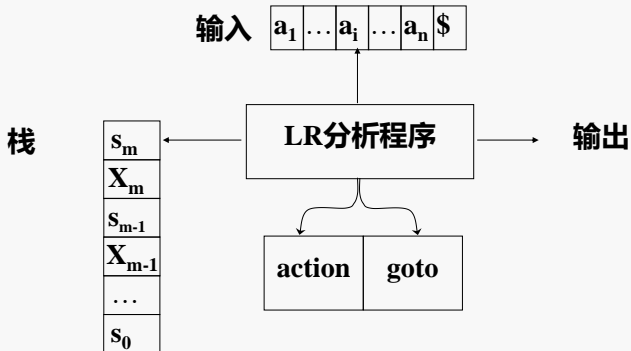 输入 a1 … ai … an $
LR分析程序
栈
输出
sm
Xm
sm-1
Xm-1
…
s0
action goto